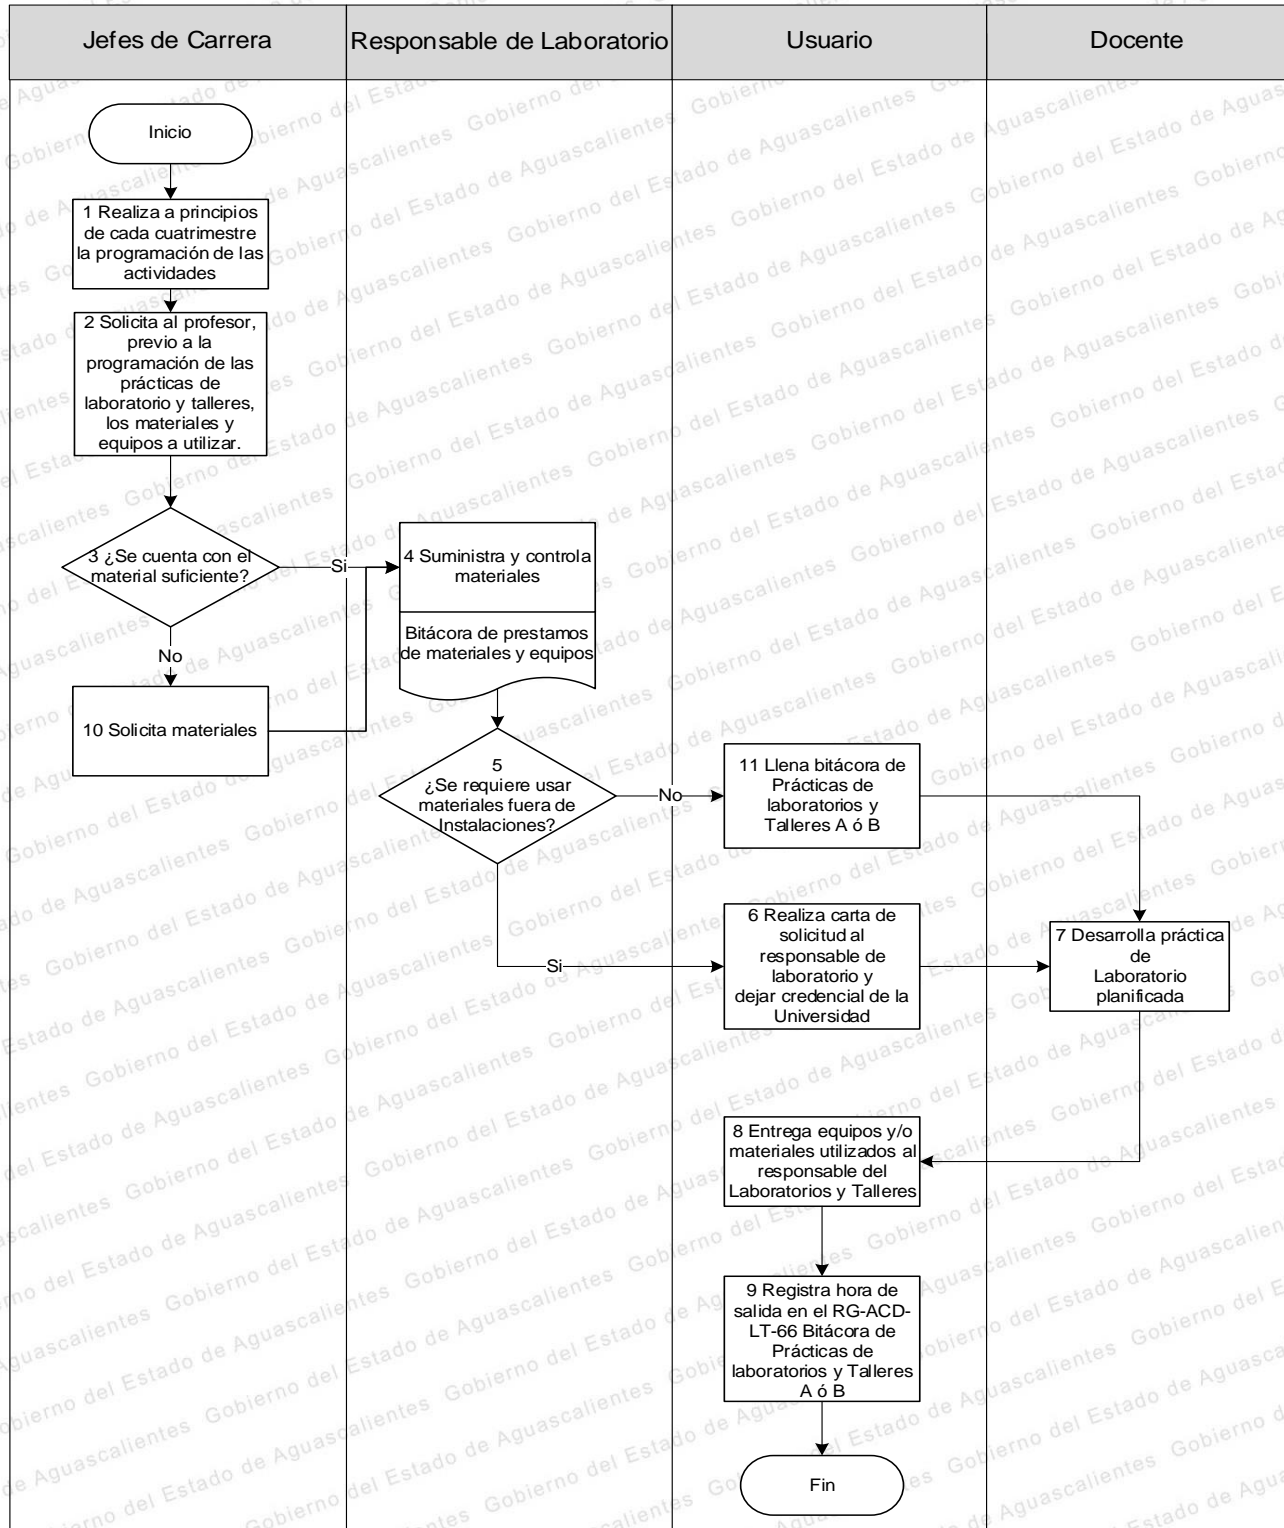 Jefes de Carrera
Responsable de Laboratorio
Usuario
Docente
Inicio
1 Realiza a principios
de cada cuatrimestre
la programación de las
actividades
2 Solicita al profesor,
previo a la
programación de las
prácticas de
laboratorio y talleres,
los materiales y
equipos a utilizar.
3 ¿Se cuenta con el
material suficiente?
Si
No
10 Solicita materiales
4 Suministra y controla
materiales
Bitácora de prestamos
de materiales y equipos
5
¿Se requiere usar
materiales fuera de
Instalaciones?
No
Si
11 Llena bitácora de
Prácticas de
laboratorios y
Talleres A ó B
6 Realiza carta de
solicitud al
responsable de
laboratorio y
dejar credencial de la
Universidad
7 Desarrolla práctica
de
Laboratorio
planificada
8 Entrega equipos y/o
materiales utilizados al
responsable del
Laboratorios y Talleres
9 Registra hora de
salida en el RG-ACD-
LT-66 Bitácora de
Prácticas de
laboratorios y Talleres
A ó B
Fin
Gobierno del Estado de Aguascalientes